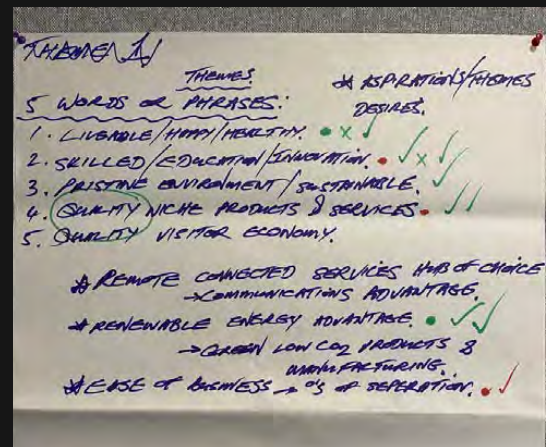 THEMES
* ASPIRATIONS/THEMES
DESIRES.
5 WORDS OR PHRASES:
1. LIVEABLE/HAPPY/HEALTHY. x ✓
2. SKILLED/EDUCATION/INNOVATION. ✓ x ✓
3. PRISTINE ENVIRONMENT/SUSTAINABLE. ✓
4. QUALITY NICHE PRODUCTS & SERVICES. ✓✓
5. QUALITY VISITOR ECONOMY.
* REMOTE CONNECTED SERVICES HUB OF CHOICE
→ COMMUNICATIONS ADVANTAGE.
* RENEWABLE ENERGY ADVANTAGE. ✓✓
→ GREEN LOW CO2 PRODUCTS &
MANUFACTURING.
* EASE OF BUSINESS → °'S OF SEPERATION. ✓